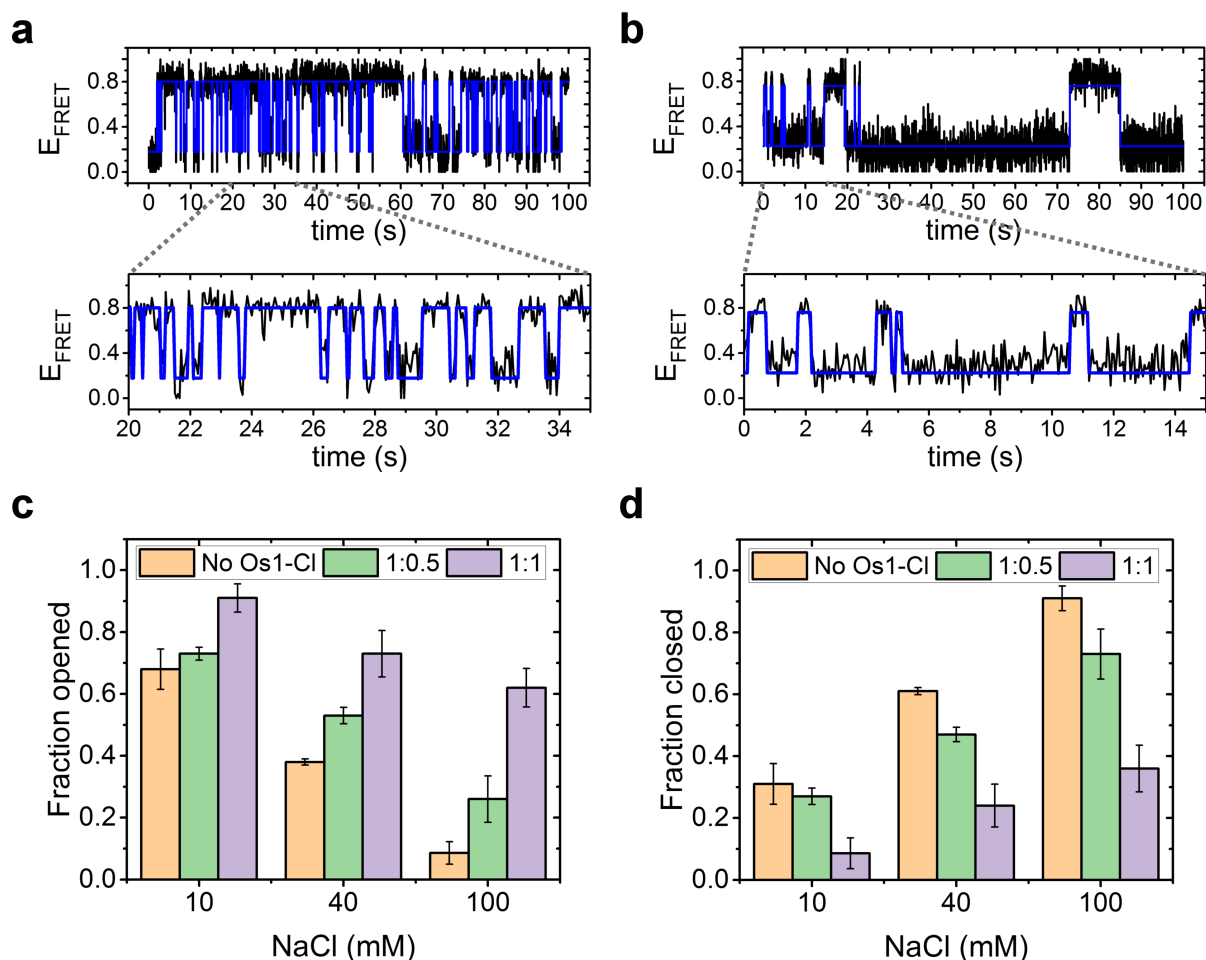 a
b
E_FRET
0.8
0.4
0.0
0 10 20 30 40 50 60 70 80 90 100
time (s)
E_FRET
0.8
0.4
0.0
0 10 20 30 40 50 60 70 80 90 100
time (s)
E_FRET
0.8
0.4
0.0
20 22 24 26 28 30 32 34
time (s)
E_FRET
0.8
0.4
0.0
0 2 4 6 8 10 12 14
time (s)
c
d
No Os1-Cl 1:0.5 1:1
Fraction opened
1.0
0.8
0.6
0.4
0.2
0.0
10 40 100
NaCl (mM)
No Os1-Cl 1:0.5 1:1
Fraction closed
1.0
0.8
0.6
0.4
0.2
0.0
10 40 100
NaCl (mM)